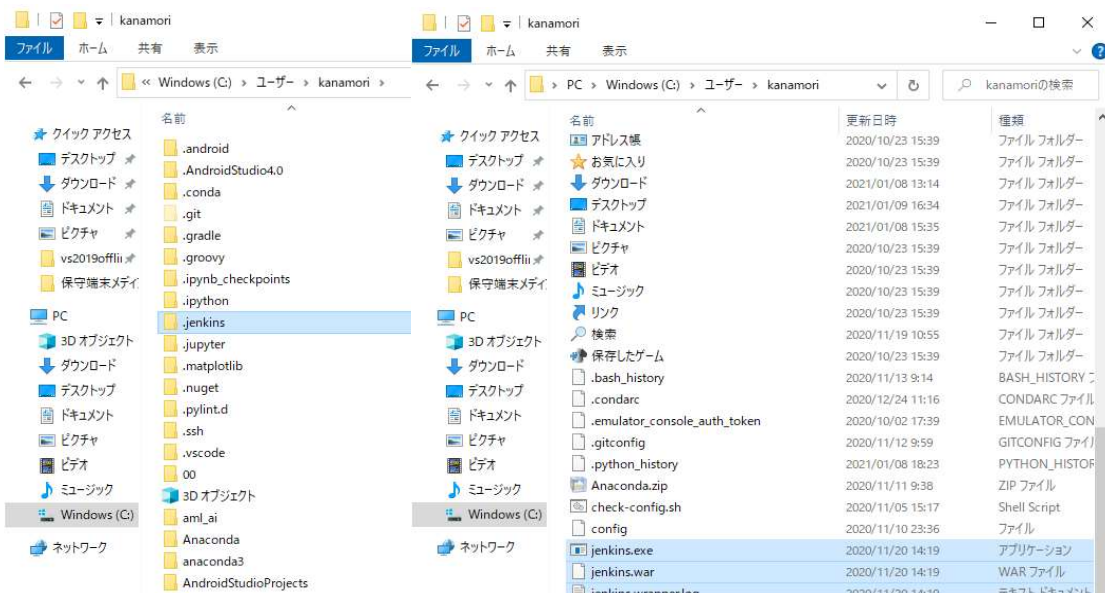 kanamori
ファイル ホーム 共有 表示
« Windows (C:) › ユーザー › kanamori ›
名前
クイック アクセス
デスクトップ
ダウンロード
ドキュメント
ピクチャ
vs2019offlin
保守端末メディ
PC
3D オブジェクト
ダウンロード
デスクトップ
ドキュメント
ピクチャ
ビデオ
ミュージック
Windows (C:)
ネットワーク
.android
.AndroidStudio4.0
.conda
.git
.gradle
.groovy
.ipynb_checkpoints
.ipython
.jenkins
.jupyter
.matplotlib
.nuget
.pylint.d
.ssh
.vscode
00
3D オブジェクト
aml_ai
Anaconda
anaconda3
AndroidStudioProjects
kanamori
ファイル ホーム 共有 表示
› PC › Windows (C:) › ユーザー › kanamori
kanamoriの検索
クイック アクセス
デスクトップ
ダウンロード
ドキュメント
ピクチャ
vs2019offlin
保守端末メディ
PC
3D オブジェクト
ダウンロード
デスクトップ
ドキュメント
ピクチャ
ビデオ
ミュージック
Windows (C:)
ネットワーク
名前 更新日時 種類
アドレス帳 2020/10/23 15:39 ファイル フォルダー
お気に入り 2020/10/23 15:39 ファイル フォルダー
ダウンロード 2021/01/08 13:14 ファイル フォルダー
デスクトップ 2021/01/09 16:34 ファイル フォルダー
ドキュメント 2021/01/08 15:35 ファイル フォルダー
ピクチャ 2020/10/23 15:39 ファイル フォルダー
ビデオ 2020/10/23 15:39 ファイル フォルダー
ミュージック 2020/10/23 15:39 ファイル フォルダー
リンク 2020/10/23 15:39 ファイル フォルダー
検索 2020/11/19 10:55 ファイル フォルダー
保存したゲーム 2020/10/23 15:39 ファイル フォルダー
.bash_history 2020/11/13 9:14 BASH_HISTORY フ
.condarc 2020/12/24 11:16 CONDARC ファイル
.emulator_console_auth_token 2020/10/02 17:39 EMULATOR_CON
.gitconfig 2020/11/12 9:59 GITCONFIG ファイ
.python_history 2021/01/08 18:23 PYTHON_HISTOR
Anaconda.zip 2020/11/11 9:38 ZIP ファイル
check-config.sh 2020/11/05 15:17 Shell Script
config 2020/11/10 23:36 ファイル
jenkins.exe 2020/11/20 14:19 アプリケーション
jenkins.war 2020/11/20 14:19 WAR ファイル
jenkins.wrapper.log 2020/11/20 14:19 テキスト ドキュメント